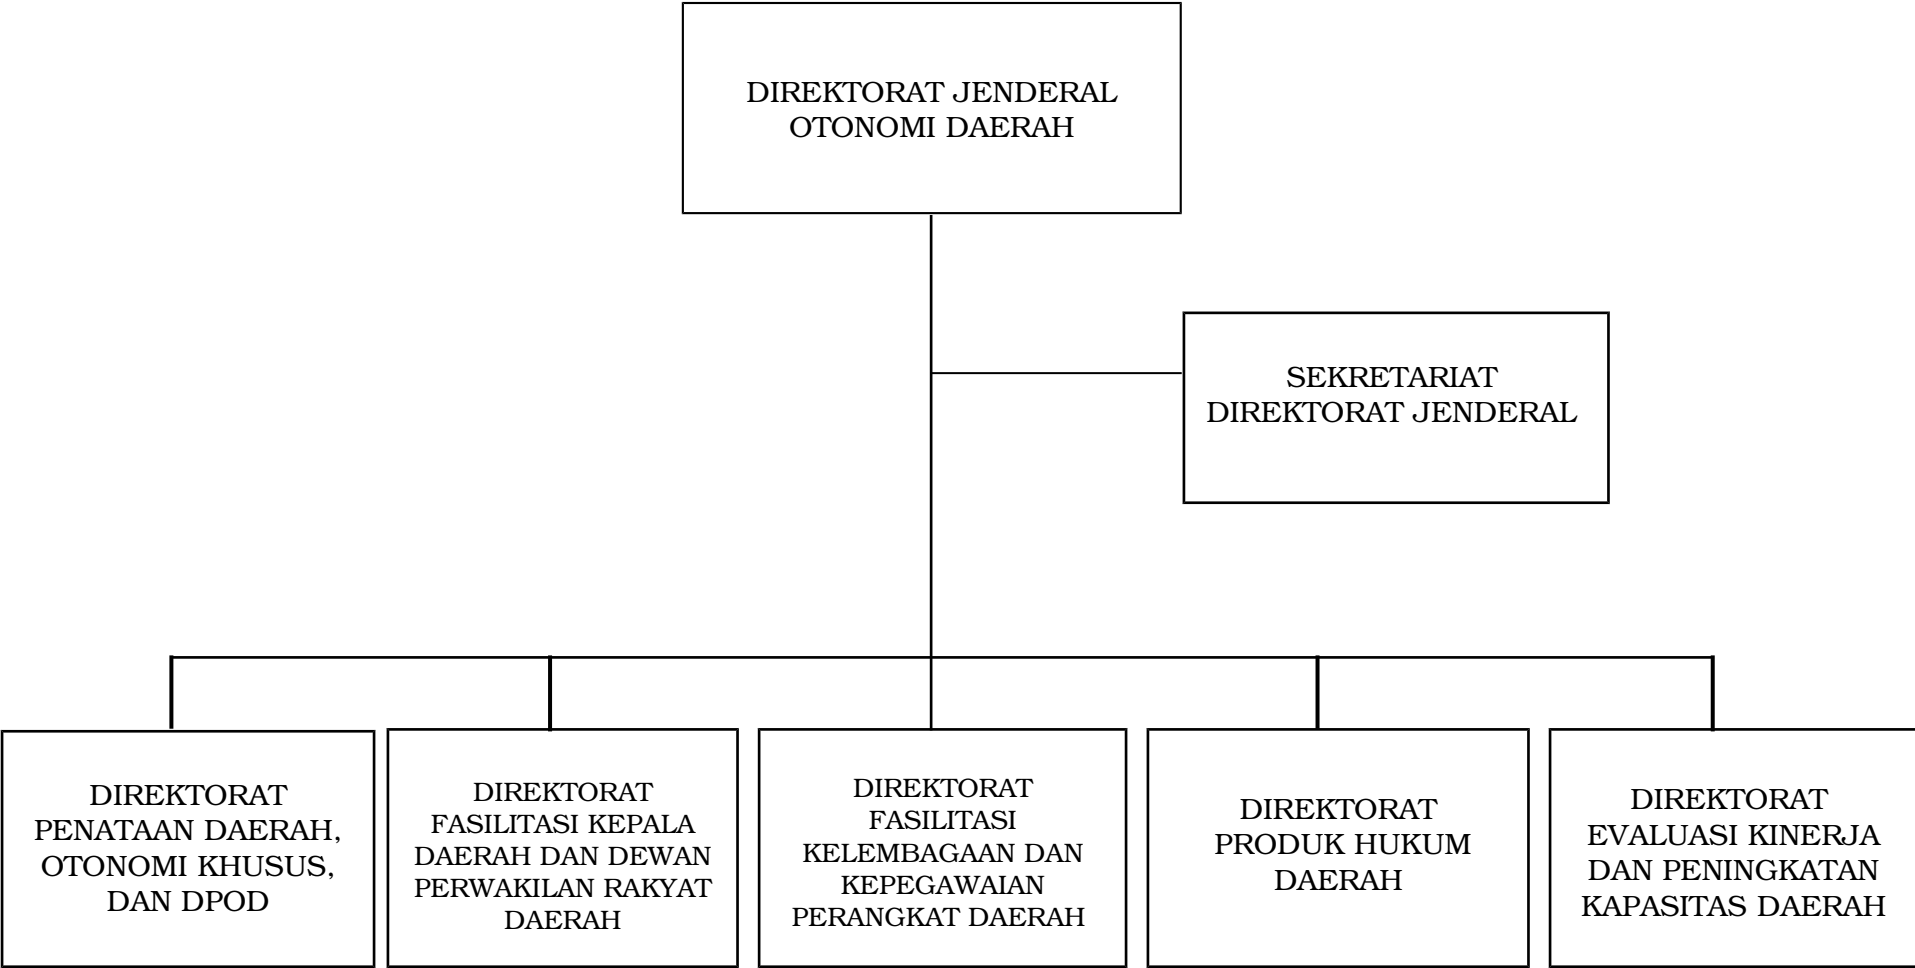 DIREKTORAT JENDERAL
OTONOMI DAERAH
SEKRETARIAT
DIREKTORAT JENDERAL
DIREKTORAT
PENATAAN DAERAH,
OTONOMI KHUSUS,
DAN DPOD
DIREKTORAT
FASILITASI KEPALA
DAERAH DAN DEWAN
PERWAKILAN RAKYAT
DAERAH
DIREKTORAT
FASILITASI
KELEMBAGAAN DAN
KEPEGAWAIAN
PERANGKAT DAERAH
DIREKTORAT
PRODUK HUKUM
DAERAH
DIREKTORAT
EVALUASI KINERJA
DAN PENINGKATAN
KAPASITAS DAERAH